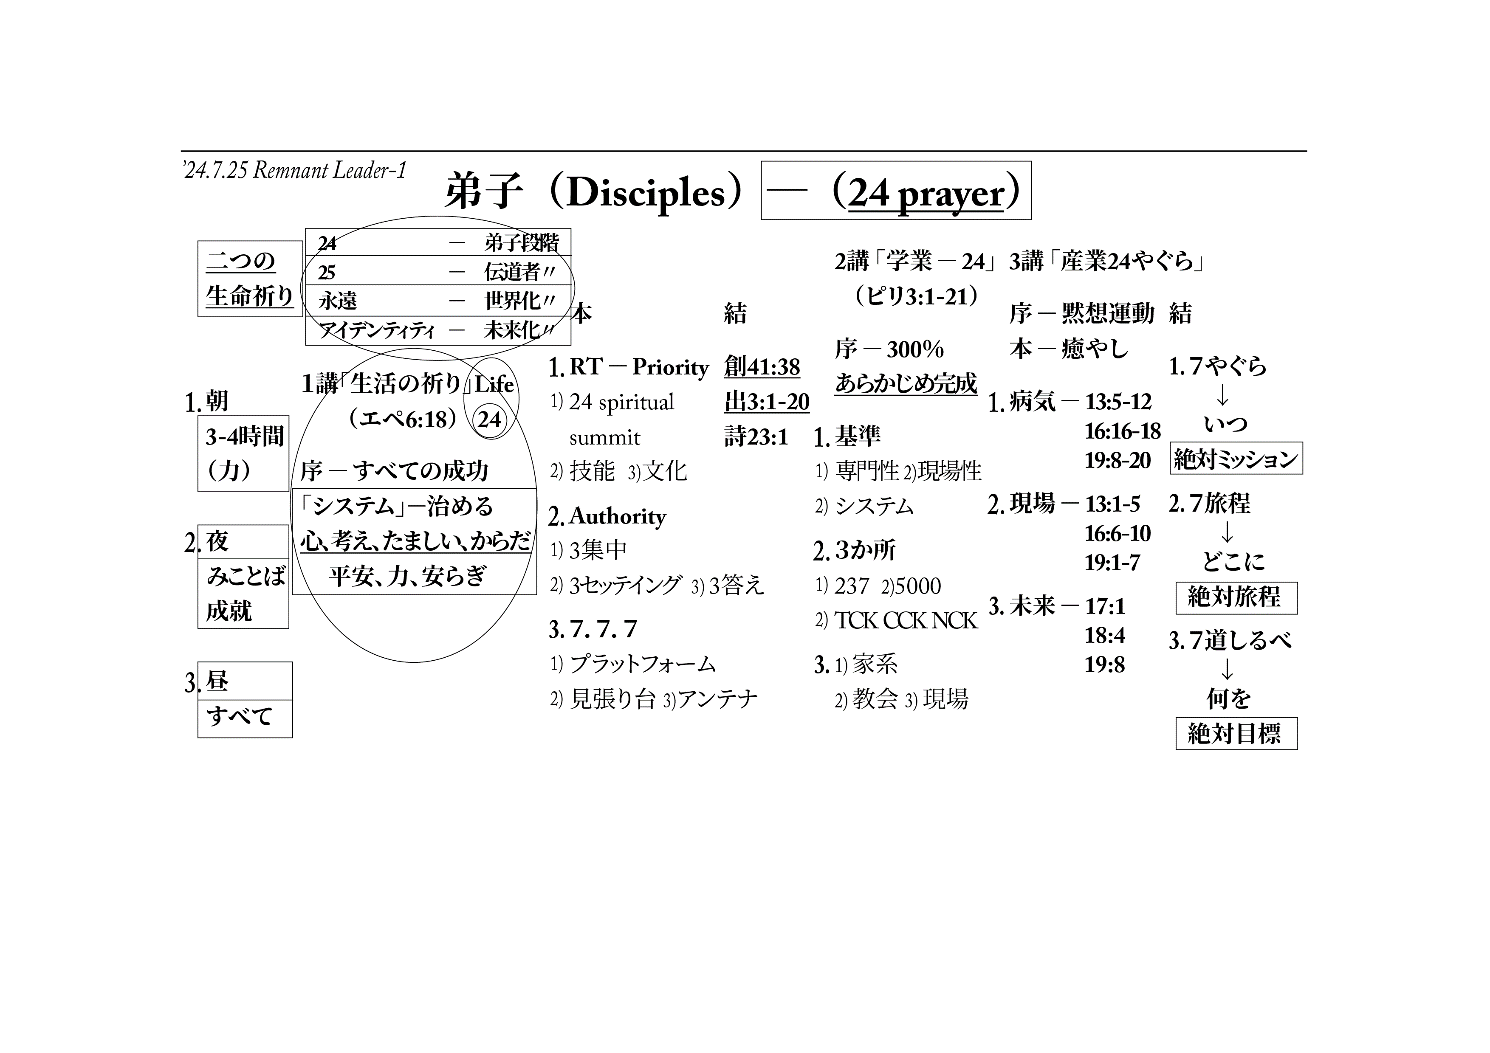 '24.7.25 Remnant Leader-1
弟子（Disciples）―（24 prayer）
二つの
生命祈り
24 ― 弟子段階
25 ― 伝道者〃
永遠 ― 世界化〃
アイデンティティ ― 未来化〃
1.朝
3-4時間
（力）
2.夜
みことば
成就
3.昼
すべて
1講「生活の祈り」Life
（エペ6:18） 24
序 ― すべての成功
「システム」―治める
心、考え、たましい、からだ
平安、力、安らぎ
本
1. RT ― Priority
1) 24 spiritual
summit
2) 技能 3)文化
2. Authority
1) 3集中
2) 3セッテイング 3) 3答え
3. 7. 7. 7
1) プラットフォーム
2) 見張り台 3)アンテナ
結
創41:38
出3:1-20
詩23:1
2講「学業 ― 24」
（ピリ3:1-21）
序 ― 300%
あらかじめ完成
1. 基準
1) 専門性 2)現場性
2) システム
2. 3か所
1) 237 2)5000
2) TCK CCK NCK
3. 1) 家系
2) 教会 3) 現場
3講「産業24やぐら」
序 ― 黙想運動
本 ― 癒やし
1. 病気 ― 13:5-12
16:16-18
19:8-20
2. 現場 ― 13:1-5
16:6-10
19:1-7
3. 未来 ― 17:1
18:4
19:8
結
1. 7やぐら
↓
いつ
絶対ミッション
2. 7旅程
↓
どこに
絶対旅程
3. 7道しるべ
↓
何を
絶対目標